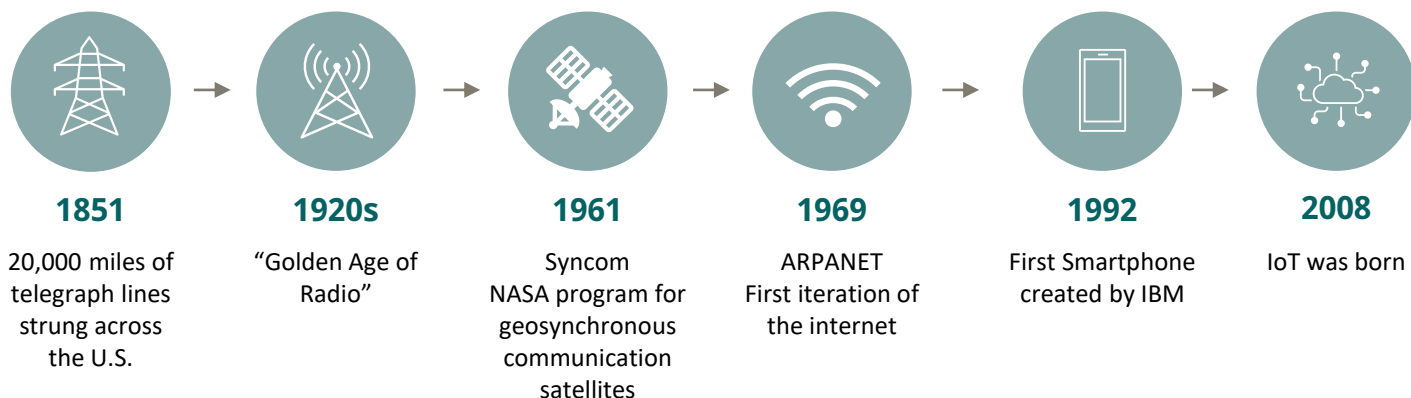 1851
20,000 miles of
telegraph lines
strung across
the U.S.
1920s
“Golden Age of
Radio”
1961
Syncom
NASA program for
geosynchronous
communication
satellites
1969
ARPANET
First iteration of
the internet
1992
First Smartphone
created by IBM
2008
IoT was born